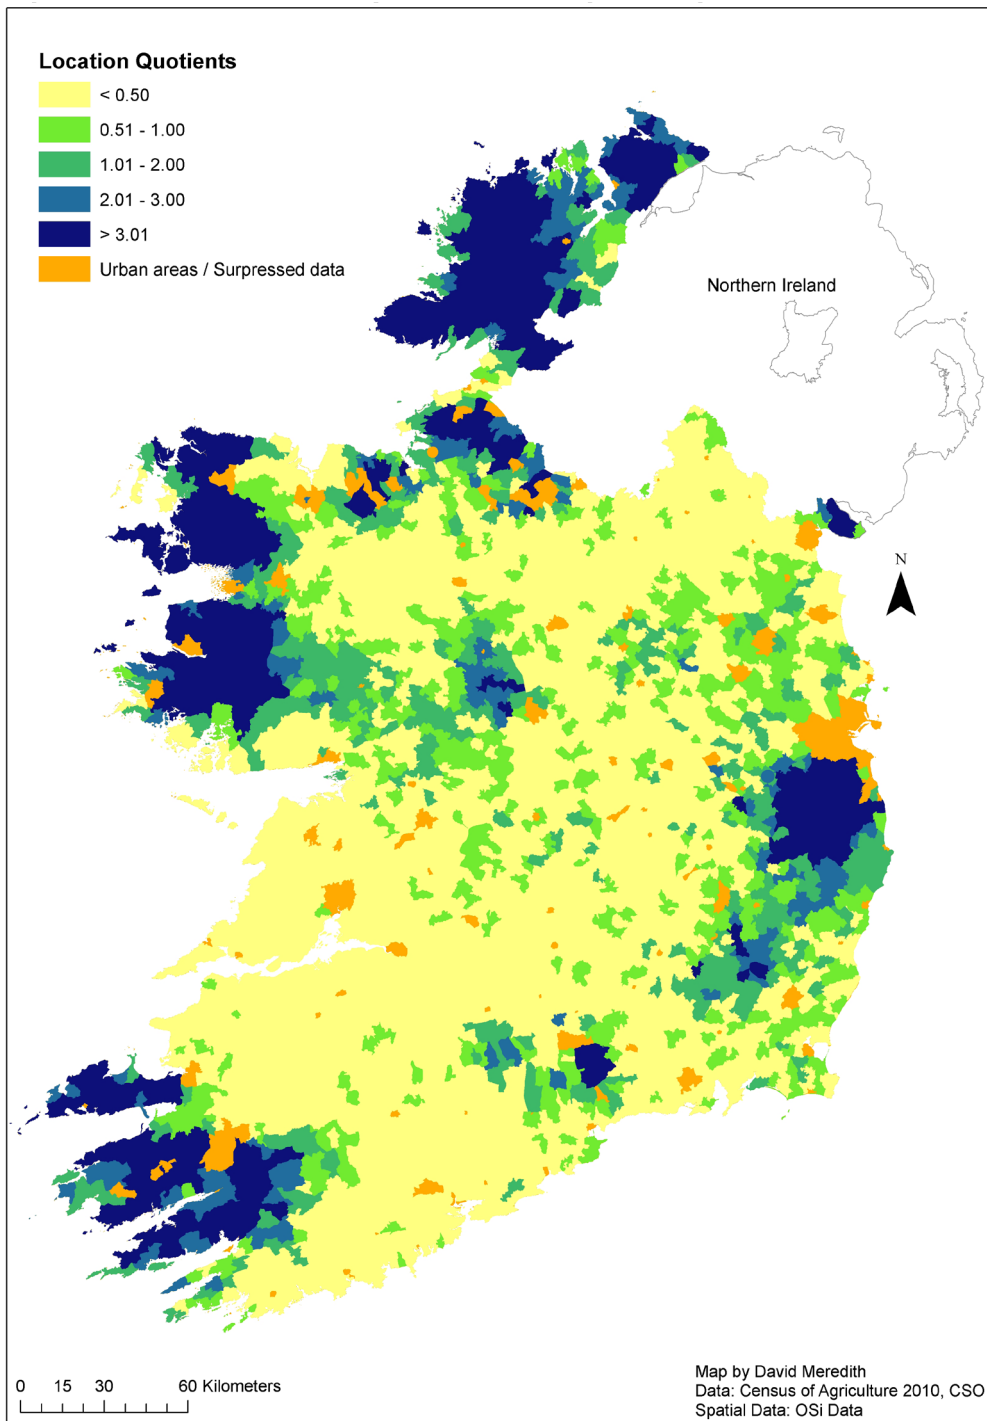 Location Quotients
< 0.50
0.51 - 1.00
1.01 - 2.00
2.01 - 3.00
> 3.01
Urban areas / Surpressed data
Northern Ireland
N
0 15 30 60 Kilometers
Map by David Meredith
Data: Census of Agriculture 2010, CSO
Spatial Data: OSi Data